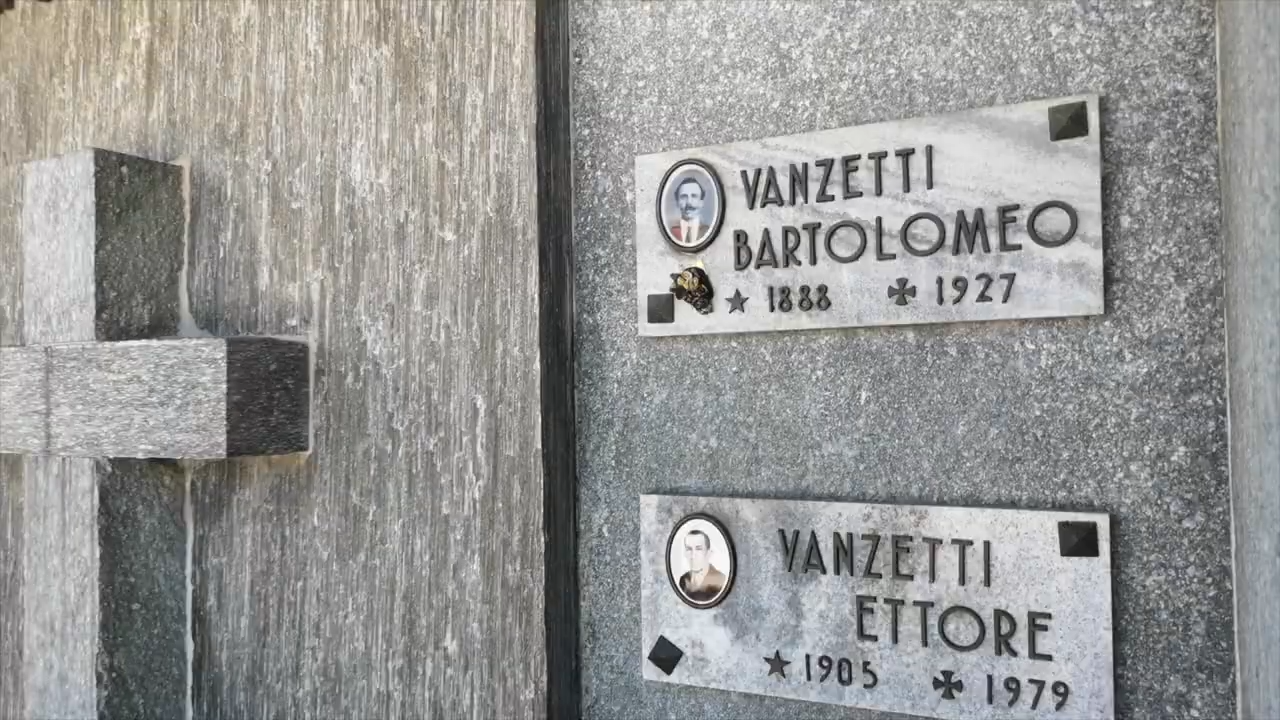 VANZETTI
BARTOLOMEO
1888 1927
VANZETTI
ETTORE
1905 1979